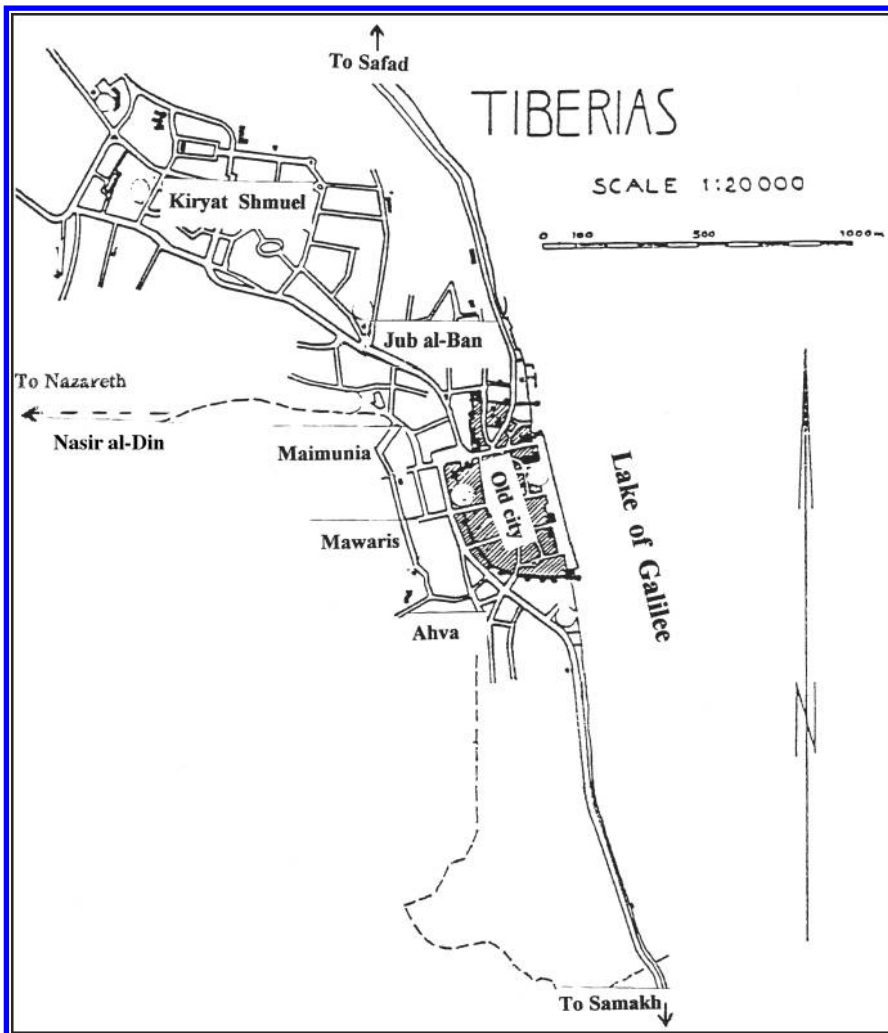 To Safad
TIBERIAS
SCALE 1:20000
0 100 500 1000m
Kiryat Shmuel
Jub al-Ban
To Nazareth
Nasir al-Din
Maimunia
Old city
Lake of Galilee
Mawaris
Ahva
N
To Samakh